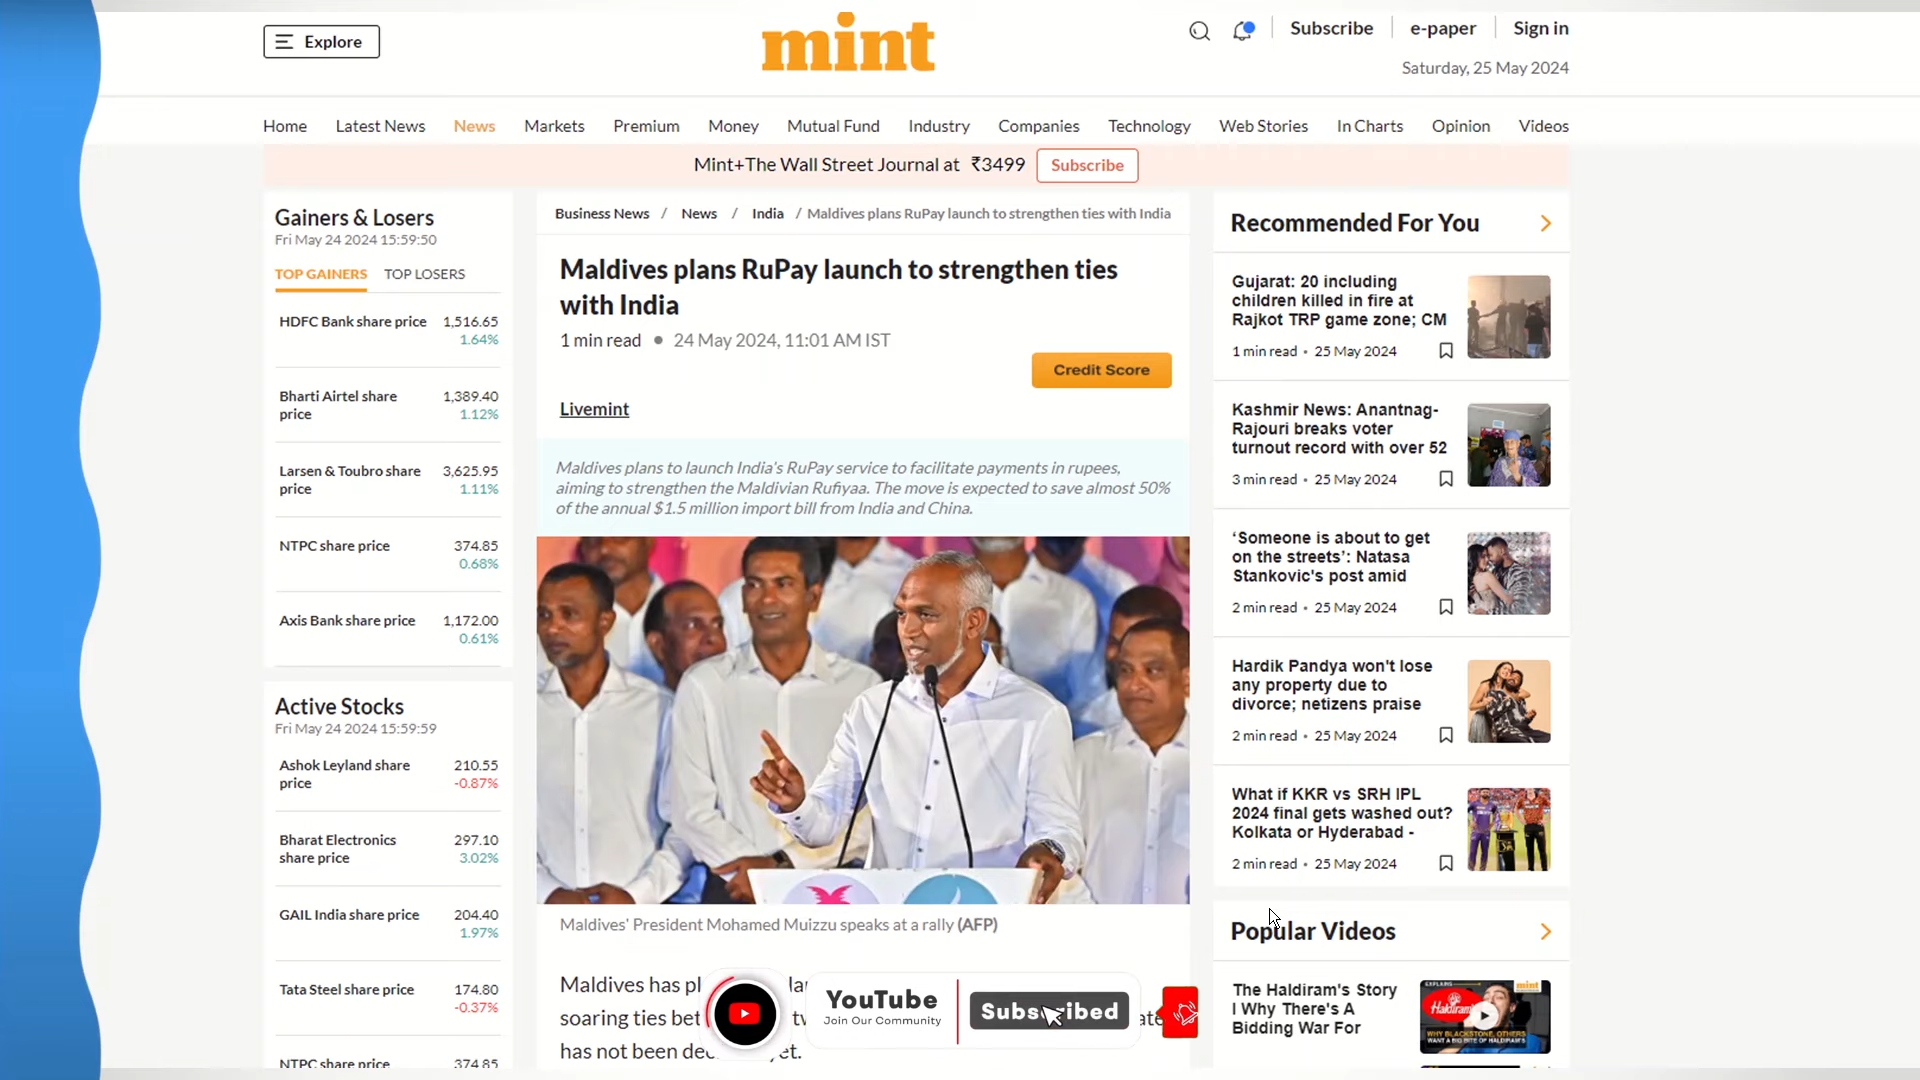 Explore
mint
Subscribe
e-paper
Sign in
Saturday, 25 May 2024
Home
Latest News
News
Markets
Premium
Money
Mutual Fund
Industry
Companies
Technology
Web Stories
In Charts
Opinion
Videos
Mint+The Wall Street Journal at ₹3499
Subscribe
Gainers & Losers
Fri May 24 2024 15:59:50
TOP GAINERS
TOP LOSERS
HDFC Bank share price 1,516.65
1.64%
Bharti Airtel share 1,389.40
price 1.12%
Larsen & Toubro share 3,625.95
price 1.11%
NTPC share price 374.85
0.68%
Axis Bank share price 1,172.00
0.61%
Active Stocks
Fri May 24 2024 15:59:59
Ashok Leyland share 210.55
price -0.87%
Bharat Electronics 297.10
share price 3.02%
GAIL India share price 204.40
1.97%
Tata Steel share price 174.80
-0.37%
NTPC share price 374.85
Business News / News / India / Maldives plans RuPay launch to strengthen ties with India
Maldives plans RuPay launch to strengthen ties
with India
1 min read • 24 May 2024, 11:01 AM IST
Credit Score
Livemint
Maldives plans to launch India's RuPay service to facilitate payments in rupees,
aiming to strengthen the Maldivian Rufiyaa. The move is expected to save almost 50%
of the annual $1.5 million import bill from India and China.
Maldives' President Mohamed Muizzu speaks at a rally (AFP)
Maldives has
soaring ties
has not been
YouTube
Join Our Community
Subscribed
Recommended For You
Gujarat: 20 including
children killed in fire at
Rajkot TRP game zone; CM
1 min read • 25 May 2024
Kashmir News: Anantnag-
Rajouri breaks voter
turnout record with over 52
3 min read • 25 May 2024
‘Someone is about to get
on the streets’: Natasa
Stankovic's post amid
2 min read • 25 May 2024
Hardik Pandya won't lose
any property due to
divorce; netizens praise
2 min read • 25 May 2024
What if KKR vs SRH IPL
2024 final gets washed out?
Kolkata or Hyderabad -
2 min read • 25 May 2024
Popular Videos
The Haldiram's Story
I Why There's A
Bidding War For
EXPLAINS
mint
Haldiram's
WHY BLACKSTONE, OTHERS
WANT A BIG BITE OF HALDIRAM'S